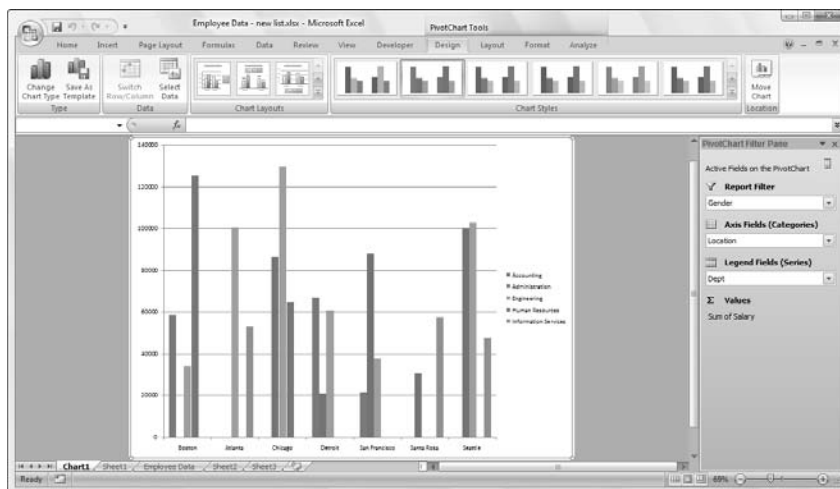 Employee Data - new list.xlsx - Microsoft Excel
PivotChart Tools
Home Insert Page Layout Formulas Data Review View Developer Design Layout Format Analyze
Change Chart Type
Save As Template
Switch Row/Column
Select Data
Move Chart
Type Data Chart Layouts Chart Styles Location
fx
PivotChart Filter Pane
Active Fields on the PivotChart
Report Filter
Gender
Axis Fields (Categories)
Location
Legend Fields (Series)
Dept
Σ Values
Sum of Salary
140000
120000
100000
80000
60000
40000
20000
0
Boston Atlanta Chicago Detroit San Francisco Santa Rosa Seattle
Accounting
Administration
Engineering
Human Resources
Information Services
Chart1 Sheet1 Employee Data Sheet2 Sheet3
Ready
69%